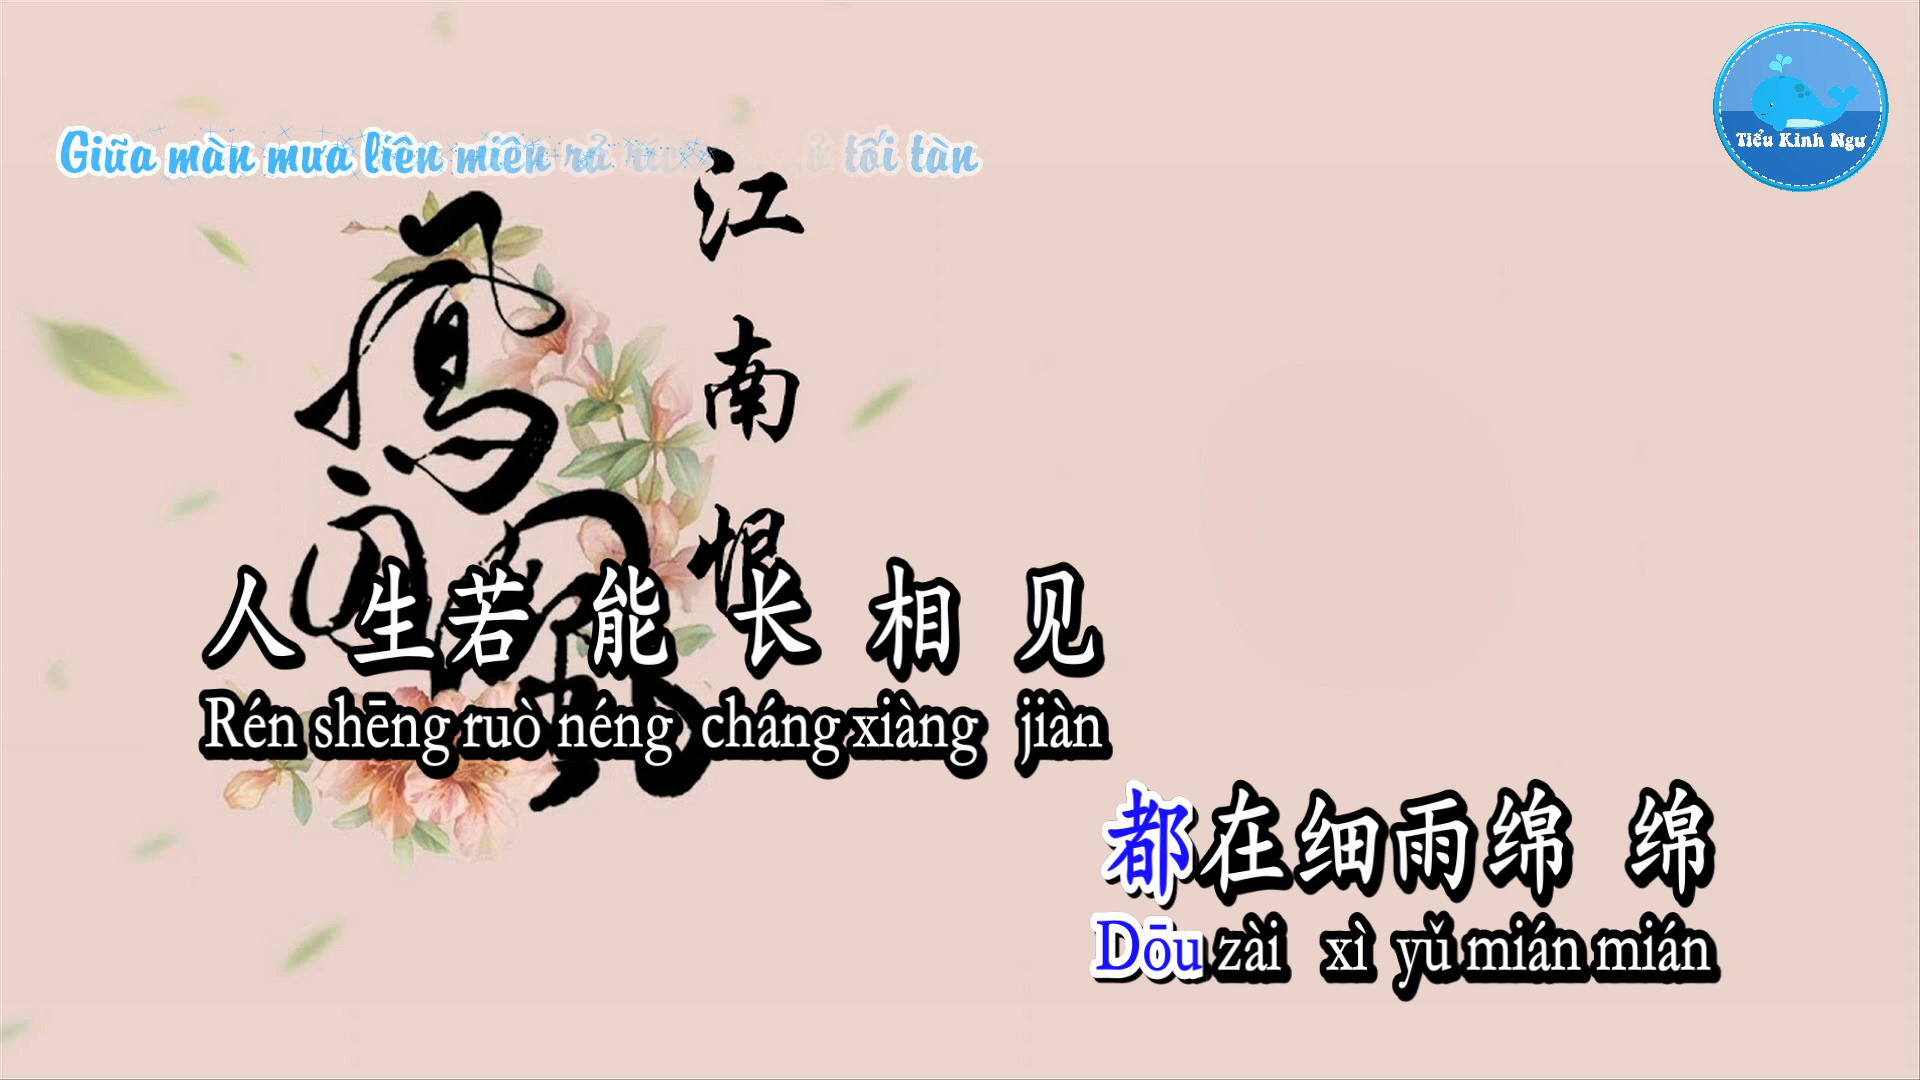 Giữa màn mưa liên miên rả tối tàn
Tiểu Kình Ngư
江南恨
人生若能长相见
Rén shēng ruò néng cháng xiàng jiàn
都在细雨绵绵
Dōu zài xì yǔ mián mián